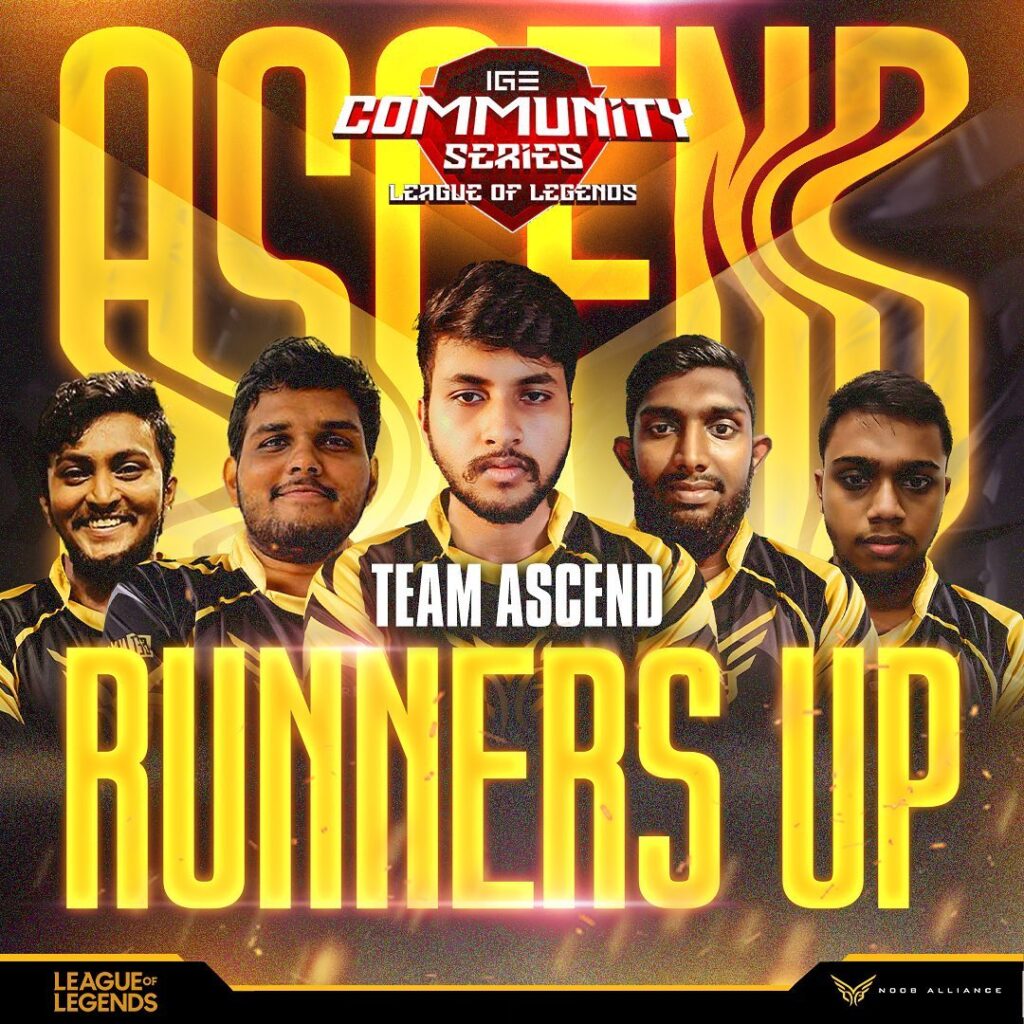 ASCEND
IGE
COMMUNITY
SERIES
LEAGUE OF LEGENDS
TEAM ASCEND
RUNNERS UP
LEAGUE OF
LEGENDS
NOOB ALLIANCE